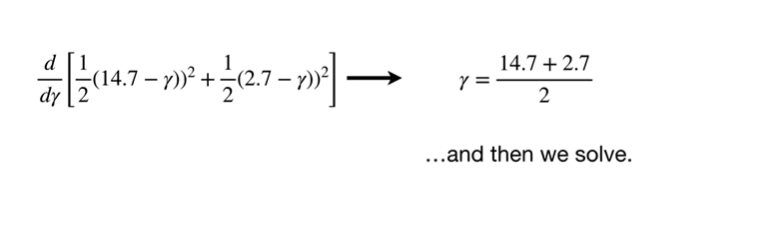 d/dγ [1/2(14.7 − γ))² + 1/2(2.7 − γ))²] ⟶ γ = (14.7 + 2.7)/2
...and then we solve.